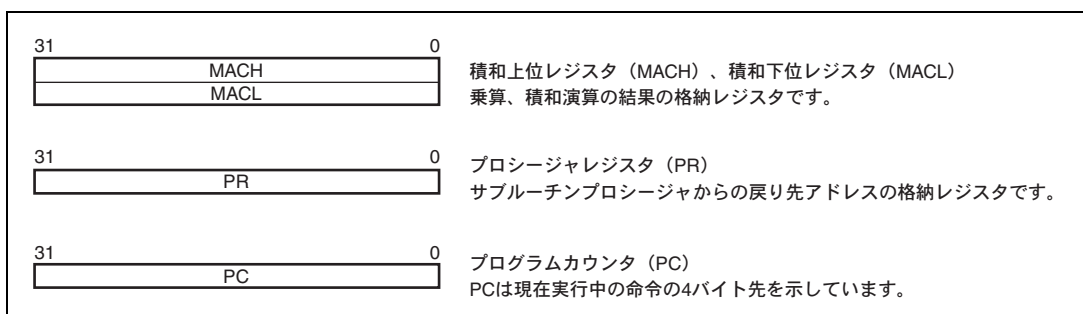 31 0
MACH
MACL
積和上位レジスタ（MACH）、積和下位レジスタ（MACL）
乗算、積和演算の結果の格納レジスタです。
31 0
PR
プロシージャレジスタ（PR）
サブルーチンプロシージャからの戻り先アドレスの格納レジスタです。
31 0
PC
プログラムカウンタ（PC）
PCは現在実行中の命令の4バイト先を示しています。